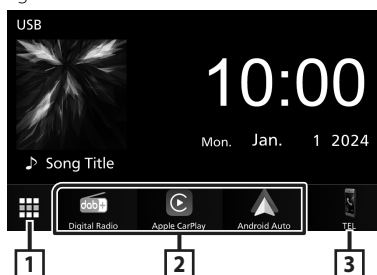 USB
10:00
Mon. Jan. 1 2024
♪ Song Title
dab+
Digital Radio Apple CarPlay Android Auto TEL
1 2 3